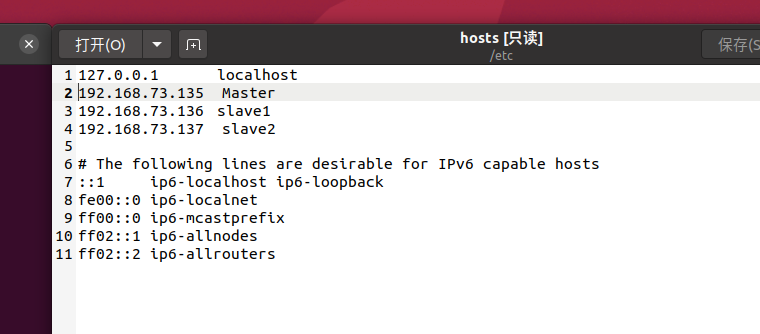 打开(O)
hosts [只读]
/etc
保存(S
1 127.0.0.1 localhost
2 192.168.73.135 Master
3 192.168.73.136 slave1
4 192.168.73.137 slave2
5
6 # The following lines are desirable for IPv6 capable hosts
7 ::1 ip6-localhost ip6-loopback
8 fe00::0 ip6-localnet
9 ff00::0 ip6-mcastprefix
10 ff02::1 ip6-allnodes
11 ff02::2 ip6-allrouters